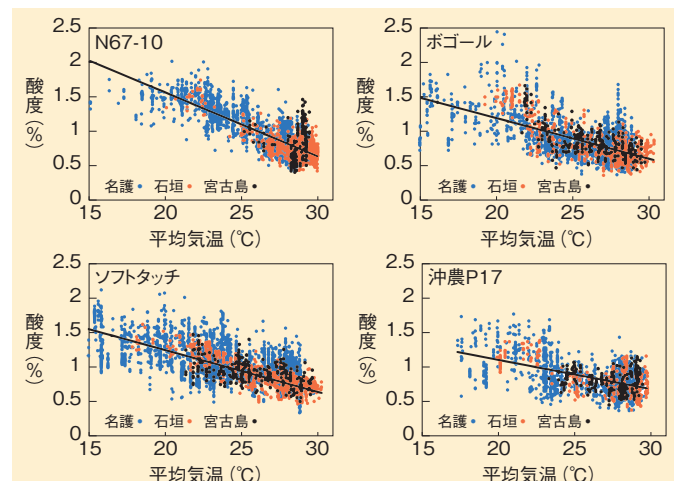 N67-10
2.5
2
1.5
1
0.5
0
酸度(%)
名護 石垣 宮古島
15 20 25 30
平均気温(℃)
ボゴール
2.5
2
1.5
1
0.5
0
酸度(%)
名護 石垣 宮古島
15 20 25 30
平均気温(℃)
ソフトタッチ
2.5
2
1.5
1
0.5
0
酸度(%)
名護 石垣 宮古島
15 20 25 30
平均気温(℃)
沖農P17
2.5
2
1.5
1
0.5
0
酸度(%)
名護 石垣 宮古島
15 20 25 30
平均気温(℃)